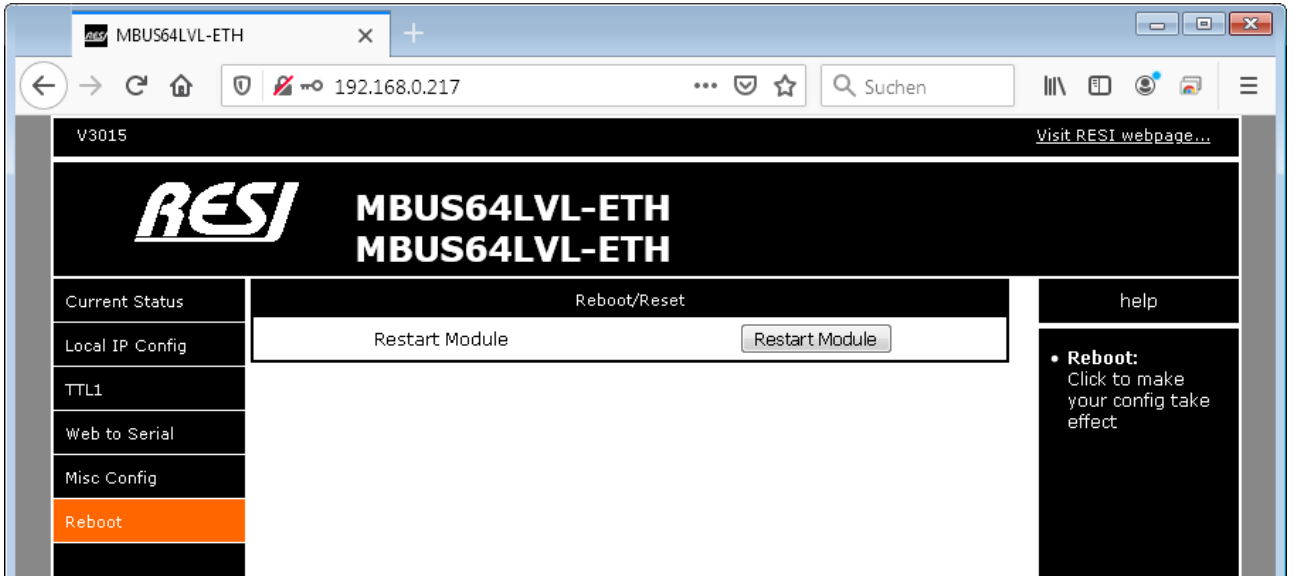 MBUS64LVL-ETH
192.168.0.217
Suchen
V3015
Visit RESI webpage...
RESI
MBUS64LVL-ETH
MBUS64LVL-ETH
Current Status
Local IP Config
TTL1
Web to Serial
Misc Config
Reboot
Reboot/Reset
Restart Module
Restart Module
help
• Reboot:
Click to make
your config take
effect